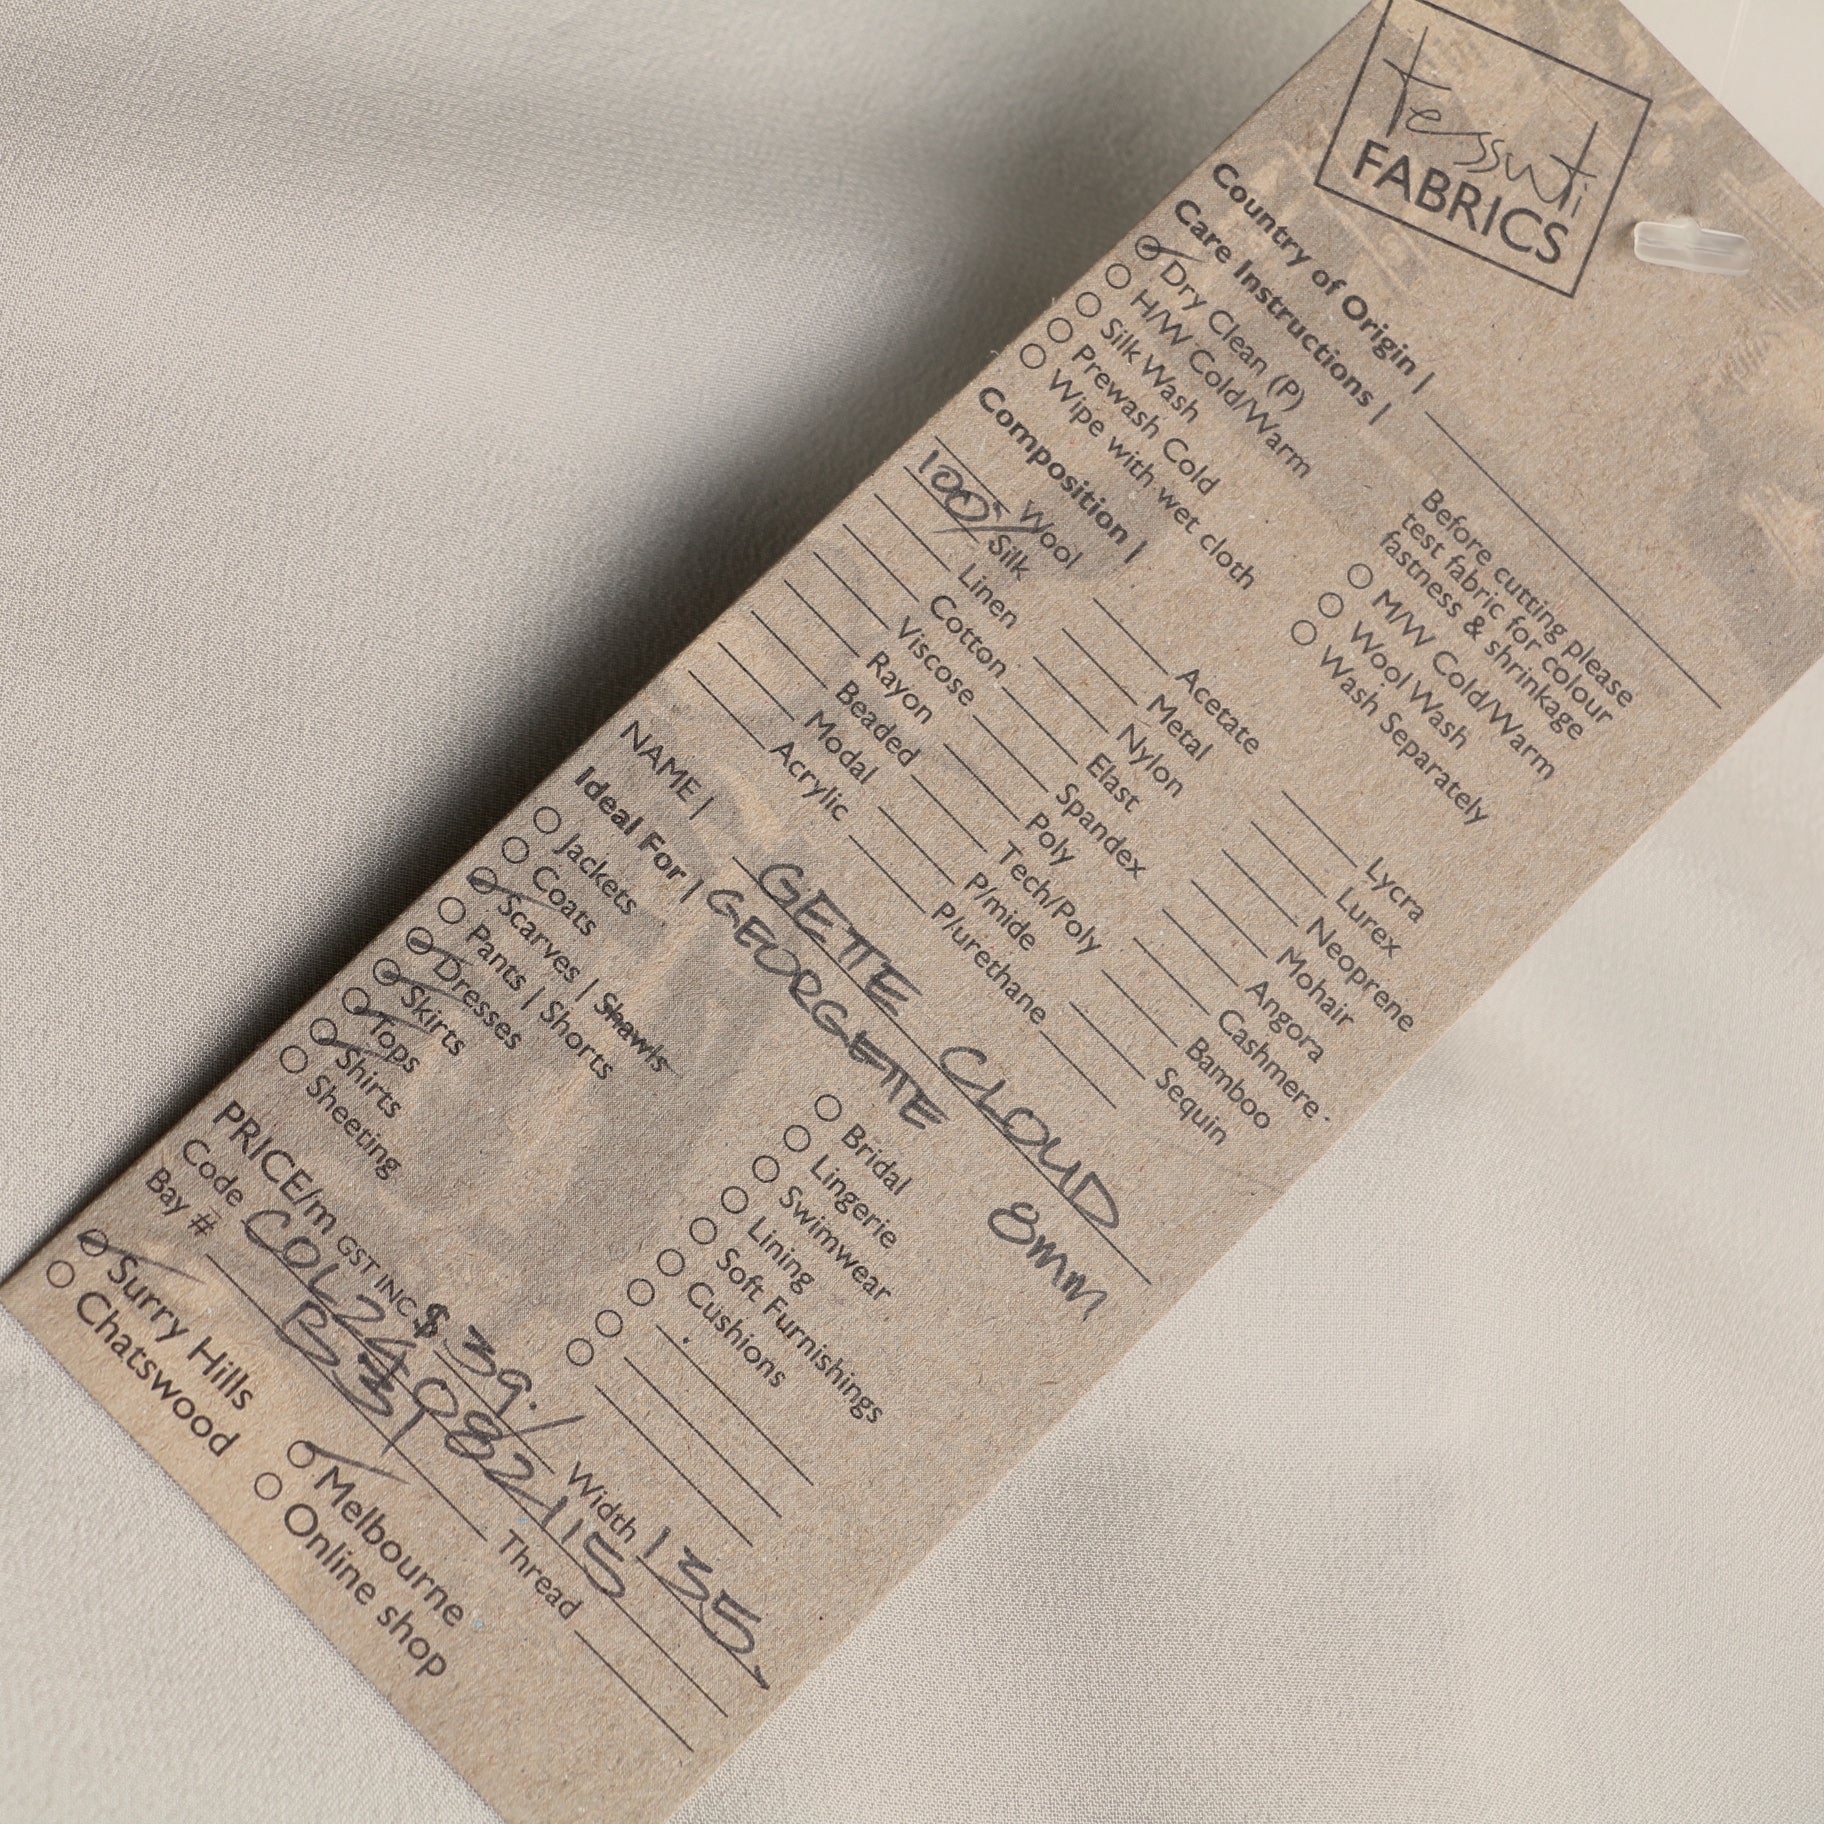 tessuti
FABRICS
Country of Origin |
Care Instructions |
Dry Clean (P)
H/W Cold/Warm
Silk Wash
Prewash Cold
Wipe with wet cloth
Before cutting please
test fabric for colour
fastness & shrinkage
M/W Cold/Warm
Wool Wash
Wash Separately
Composition |
Wool
100% Silk
Linen
Cotton
Viscose
Rayon
Beaded
Modal
Acrylic
Acetate
Metal
Nylon
Elast
Spandex
Poly
Tech/Poly
P/mide
P/urethane
Lycra
Lurex
Neoprene
Mohair
Angora
Cashmere
Bamboo
Sequin
NAME | GETTE CLOUD
GEORGETTE 8mm
Ideal For |
Jackets
Coats
Scarves | Shawls
Pants | Shorts
Dresses
Skirts
Tops
Shirts
Sheeting
Bridal
Lingerie
Swimwear
Lining
Soft Furnishings
Cushions
PRICE/m GST INC. $39./ Width 135
Code COL24082115
Bay # B31 Thread
Surry Hills
Chatswood
Melbourne
Online shop